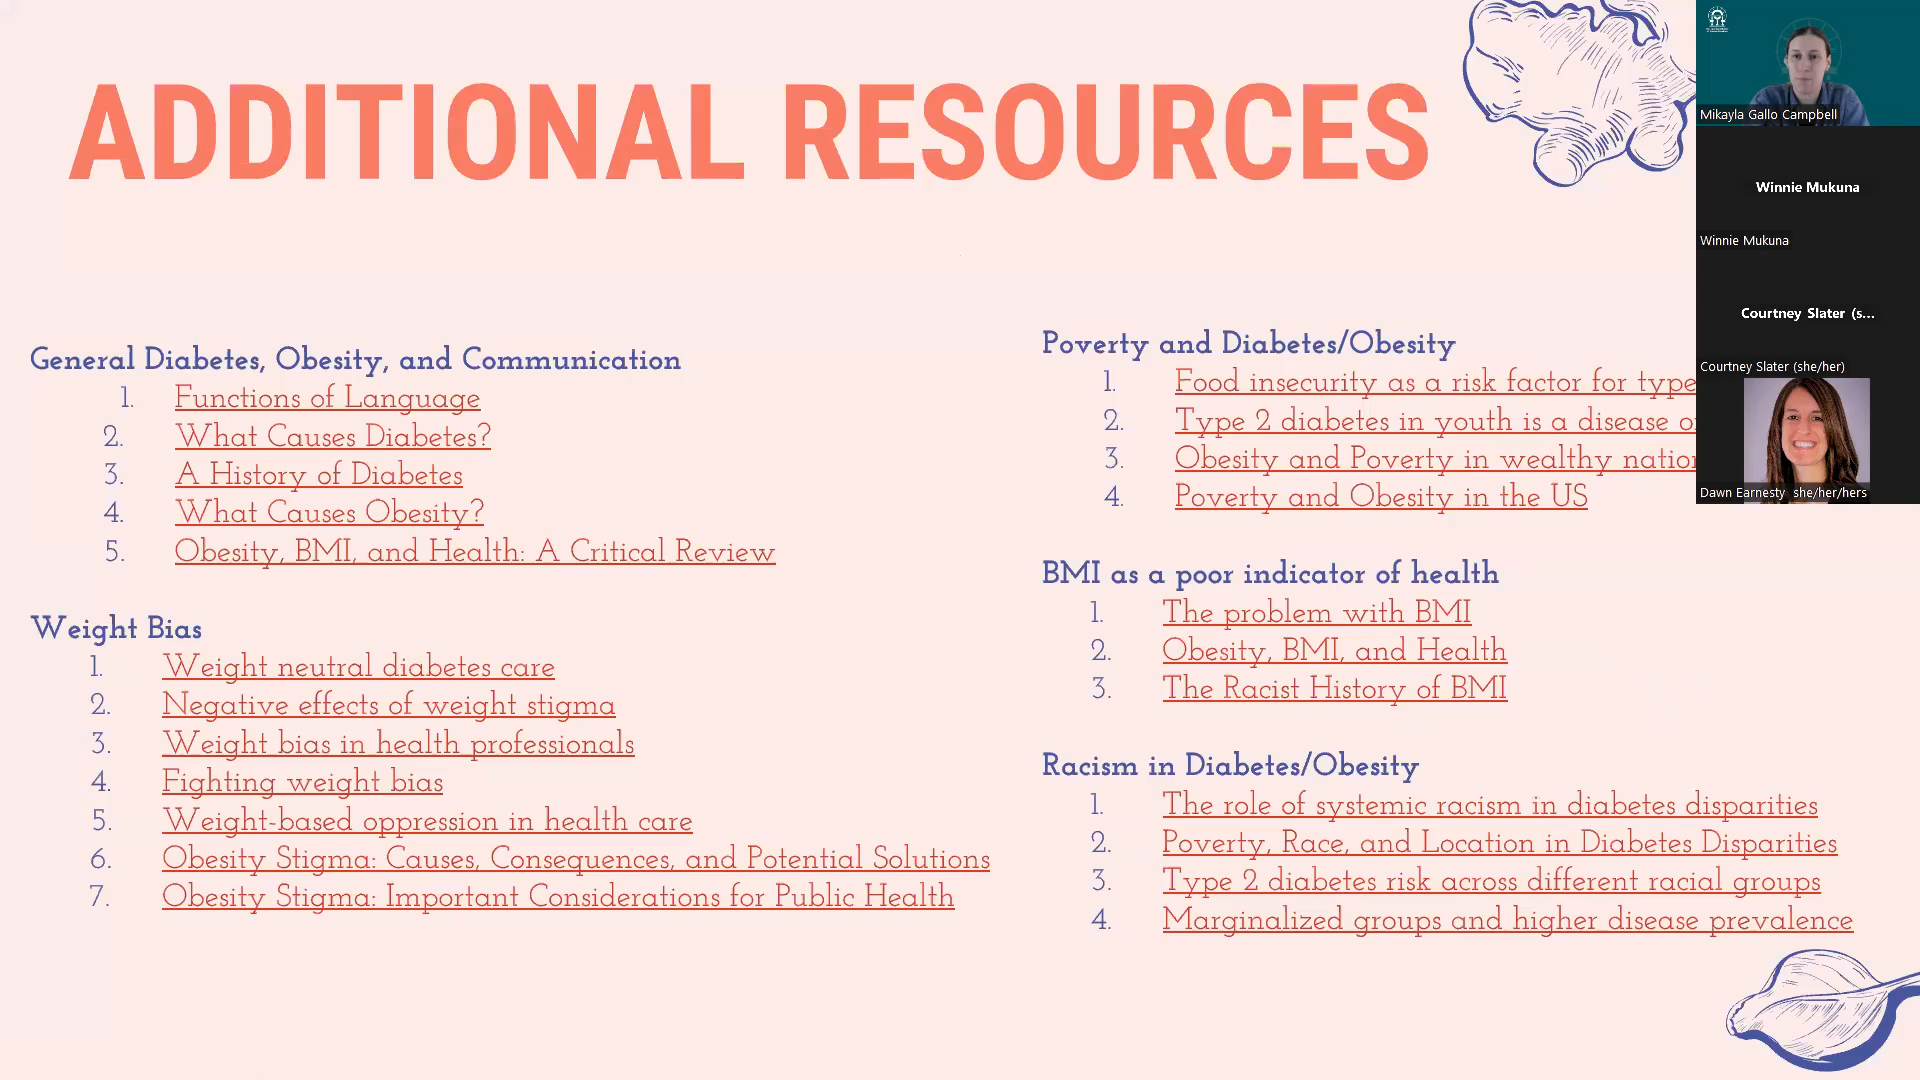 ADDITIONAL RESOURCES
General Diabetes, Obesity, and Communication
1. Functions of Language
2. What Causes Diabetes?
3. A History of Diabetes
4. What Causes Obesity?
5. Obesity, BMI, and Health: A Critical Review
Weight Bias
1. Weight neutral diabetes care
2. Negative effects of weight stigma
3. Weight bias in health professionals
4. Fighting weight bias
5. Weight-based oppression in health care
6. Obesity Stigma: Causes, Consequences, and Potential Solutions
7. Obesity Stigma: Important Considerations for Public Health
Poverty and Diabetes/Obesity
1. Food insecurity as a risk factor for type
2. Type 2 diabetes in youth is a disease
3. Obesity and Poverty in wealthy
4. Poverty and Obesity in the US
BMI as a poor indicator of health
1. The problem with BMI
2. Obesity, BMI, and Health
3. The Racist History of BMI
Racism in Diabetes/Obesity
1. The role of systemic racism in diabetes disparities
2. Poverty, Race, and Location in Diabetes Disparities
3. Type 2 diabetes risk across different racial groups
4. Marginalized groups and higher disease prevalence
Mikayla Gallo Campbell
Winnie Mukuna
Winnie Mukuna
Courtney Slater (s...
Courtney Slater (she/her)
Dawn Earnesty she/her/hers